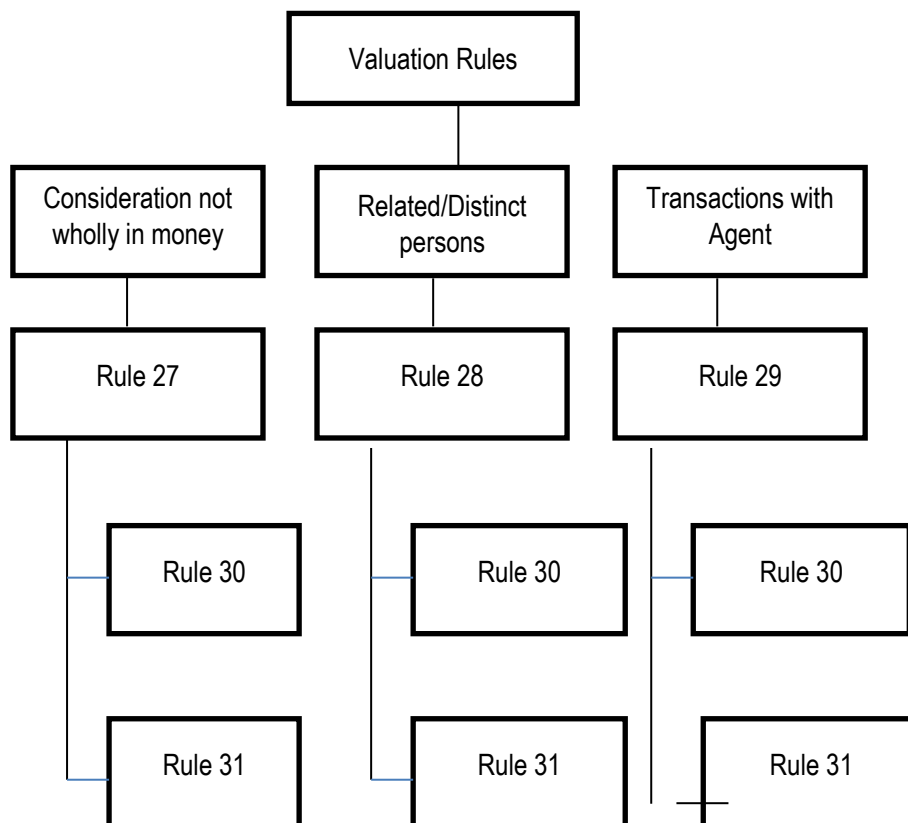 Valuation Rules
Consideration not
wholly in money
Related/Distinct
persons
Transactions with
Agent
Rule 27
Rule 28
Rule 29
Rule 30
Rule 30
Rule 30
Rule 31
Rule 31
Rule 31